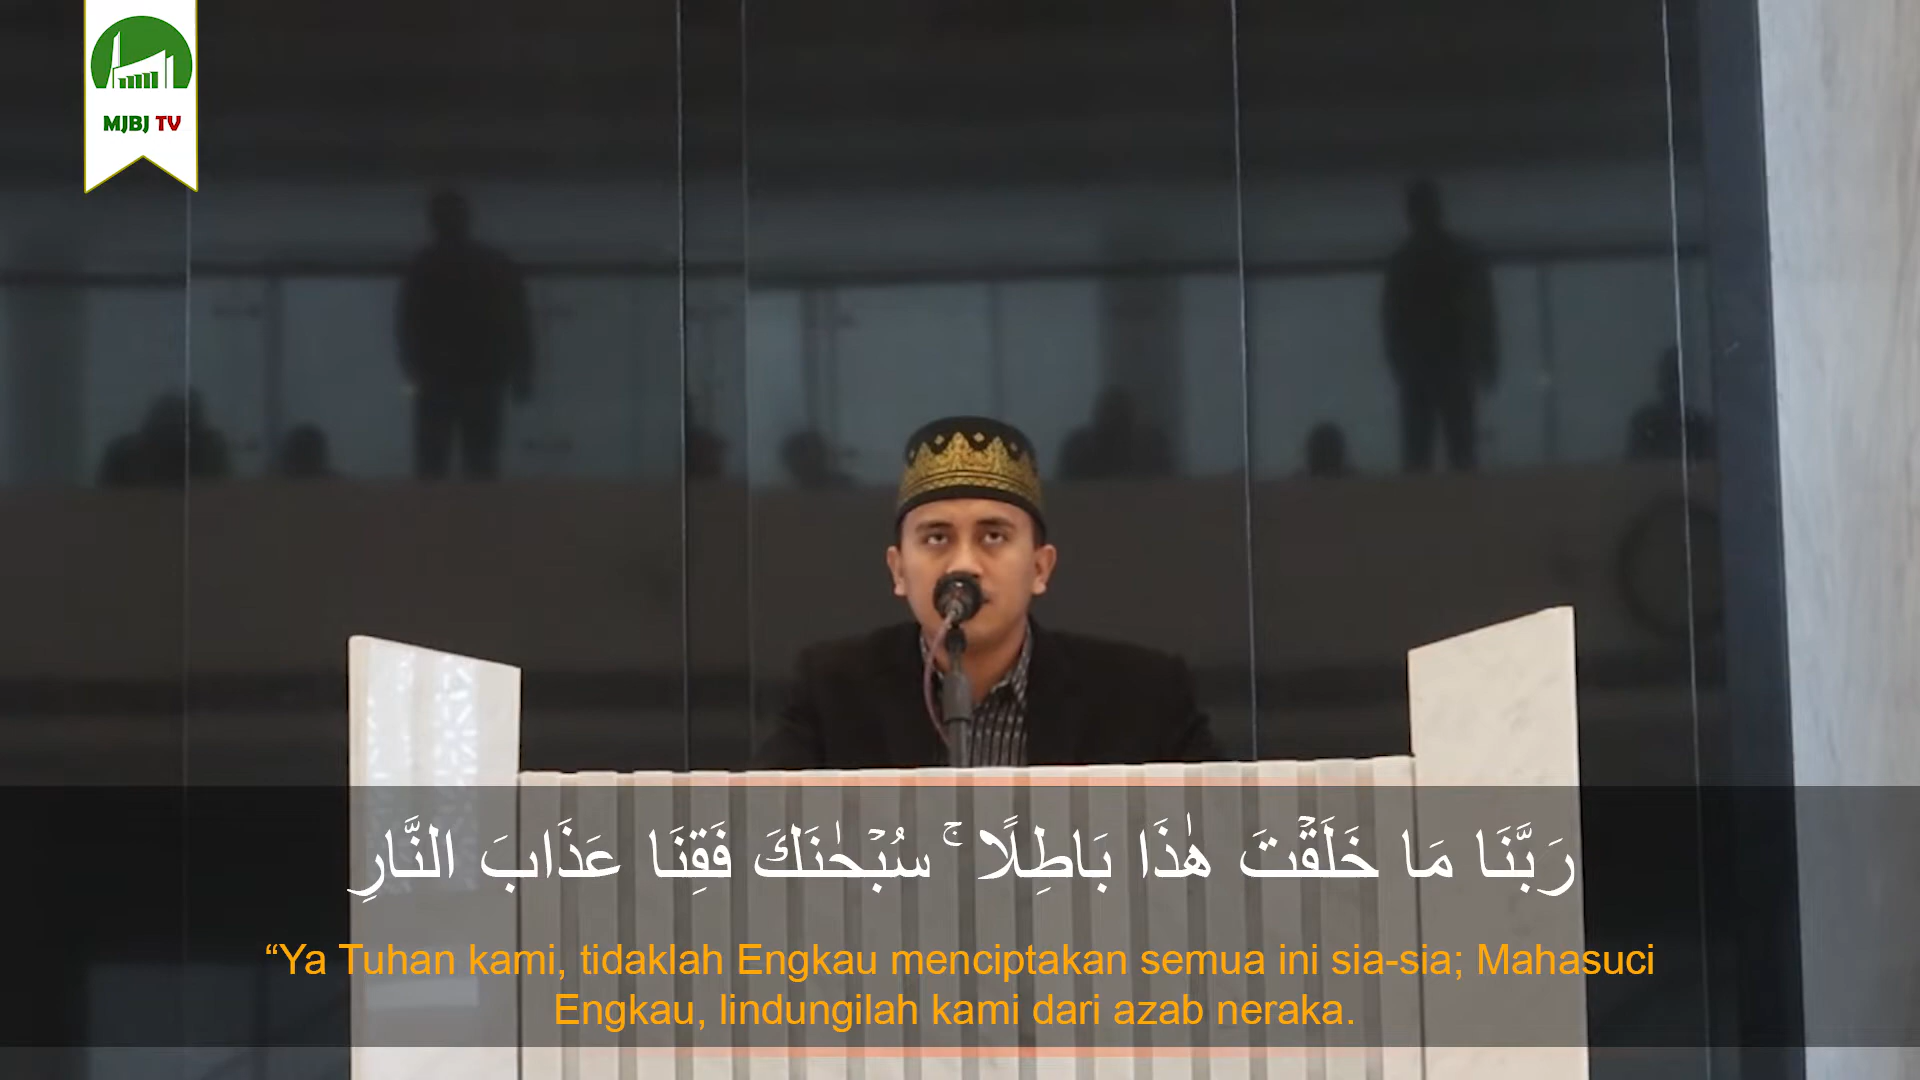 MJBJ TV
رَبَّنَا مَا خَلَقْتَ هٰذَا بَاطِلًا ۚ سُبْحٰنَكَ فَقِنَا عَذَابَ النَّارِ
“Ya Tuhan kami, tidaklah Engkau menciptakan semua ini sia-sia; Mahasuci
Engkau, lindungilah kami dari azab neraka.